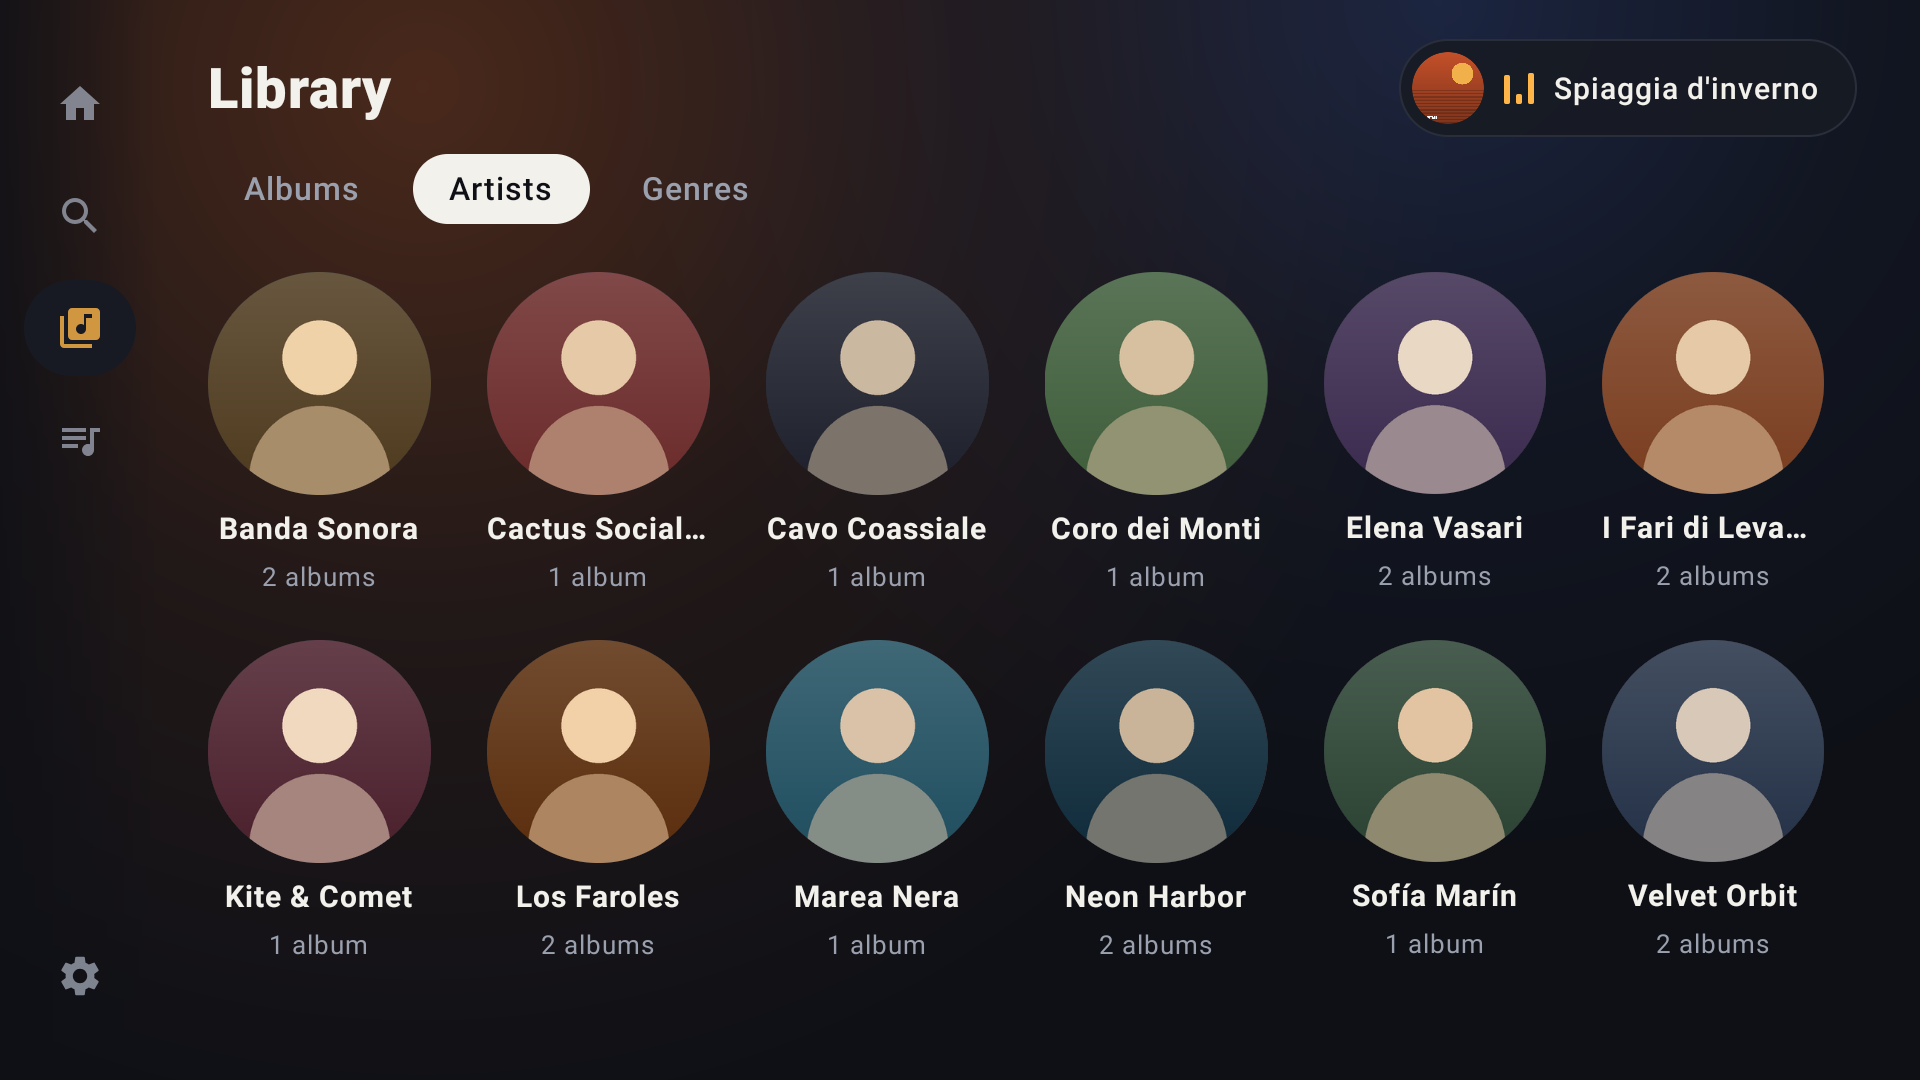 Library
Spiaggia d'inverno
Albums
Artists
Genres
Banda Sonora
Cactus Social…
Cavo Coassiale
Coro dei Monti
Elena Vasari
I Fari di Leva…
2 albums
1 album
1 album
1 album
2 albums
2 albums
Kite & Comet
Los Faroles
Marea Nera
Neon Harbor
Sofía Marín
Velvet Orbit
1 album
2 albums
1 album
2 albums
1 album
2 albums